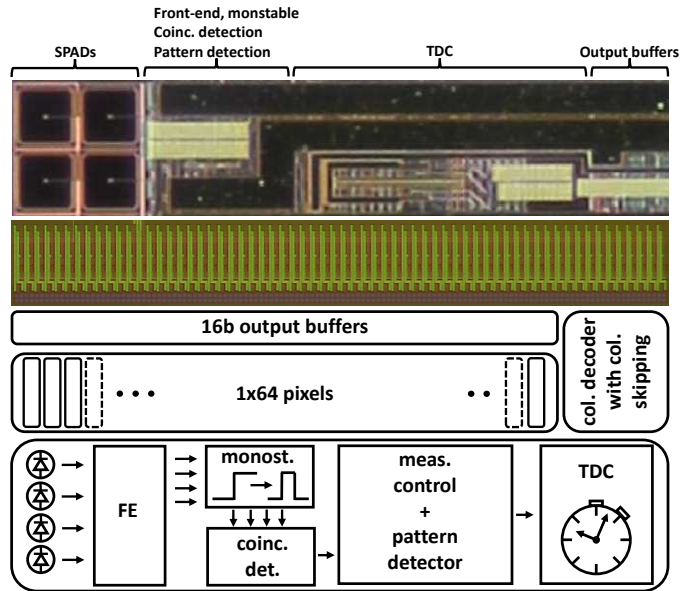 Front-end, monstable
Coinc. detection
SPADs
Pattern detection
TDC
Output buffers
16b output buffers
col. decoder
with col.
skipping
1x64 pixels
monost.
FE
coinc.
det.
meas.
control
+
pattern
detector
TDC